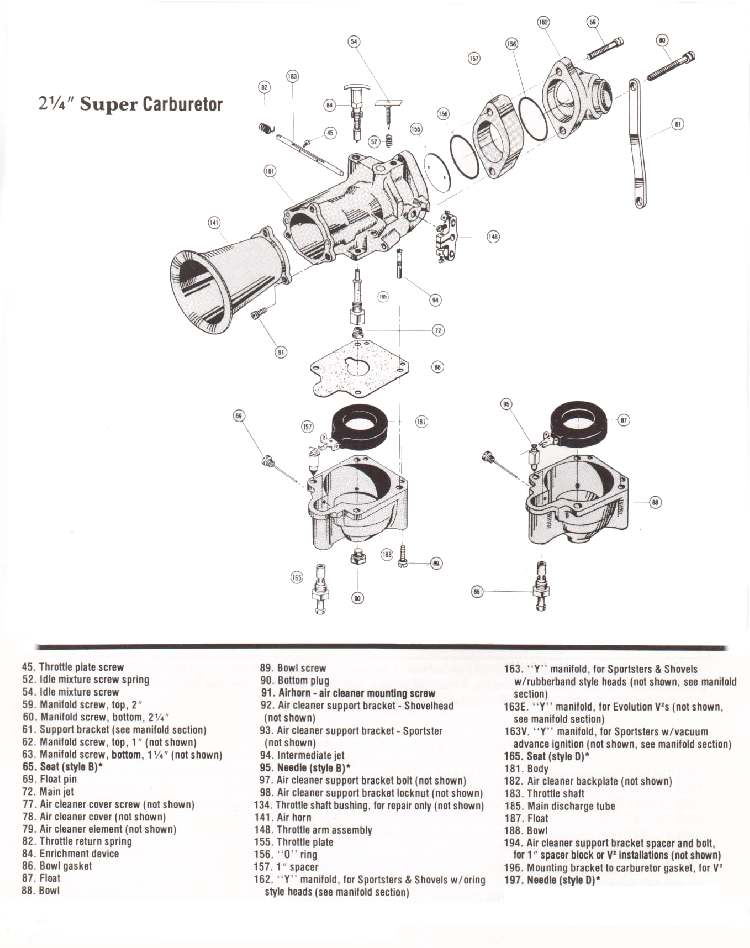 2¼" Super Carburetor
54
162
59
60
157
156
183
82
84
45
52
155
156
61
181
141
148
185
94
72
91
86
69
197
187
95
87
88
188
89
165
90
65
45. Throttle plate screw
52. Idle mixture screw spring
54. Idle mixture screw
59. Manifold screw, top, 2"
60. Manifold screw, bottom, 2¼"
61. Support bracket (see manifold section)
62. Manifold screw, top, 1" (not shown)
63. Manifold screw, bottom, 1¼" (not shown)
65. Seat (style B)*
69. Float pin
72. Main jet
77. Air cleaner cover screw (not shown)
78. Air cleaner cover (not shown)
79. Air cleaner element (not shown)
82. Throttle return spring
84. Enrichment device
86. Bowl gasket
87. Float
88. Bowl
89. Bowl screw
90. Bottom plug
91. Airhorn - air cleaner mounting screw
92. Air cleaner support bracket - Shovelhead
(not shown)
93. Air cleaner support bracket - Sportster
(not shown)
94. Intermediate jet
95. Needle (style B)*
97. Air cleaner support bracket bolt (not shown)
98. Air cleaner support bracket locknut (not shown)
134. Throttle shaft bushing, for repair only (not shown)
141. Air horn
148. Throttle arm assembly
155. Throttle plate
156. "O" ring
157. 1" spacer
162. "Y" manifold, for Sportsters & Shovels w/oring
style heads (see manifold section)
163. "Y" manifold, for Sportsters & Shovels
w/rubberband style heads (not shown, see manifold
section)
163E. "Y" manifold, for Evolution V²s (not shown,
see manifold section)
163V. "Y" manifold, for Sportsters w/vacuum
advance ignition (not shown, see manifold section)
165. Seat (style D)*
181. Body
182. Air cleaner backplate (not shown)
183. Throttle shaft
185. Main discharge tube
187. Float
188. Bowl
194. Air cleaner support bracket spacer and bolt,
for 1" spacer block or V² installations (not shown)
196. Mounting bracket to carburetor gasket, for V²
197. Needle (style D)*